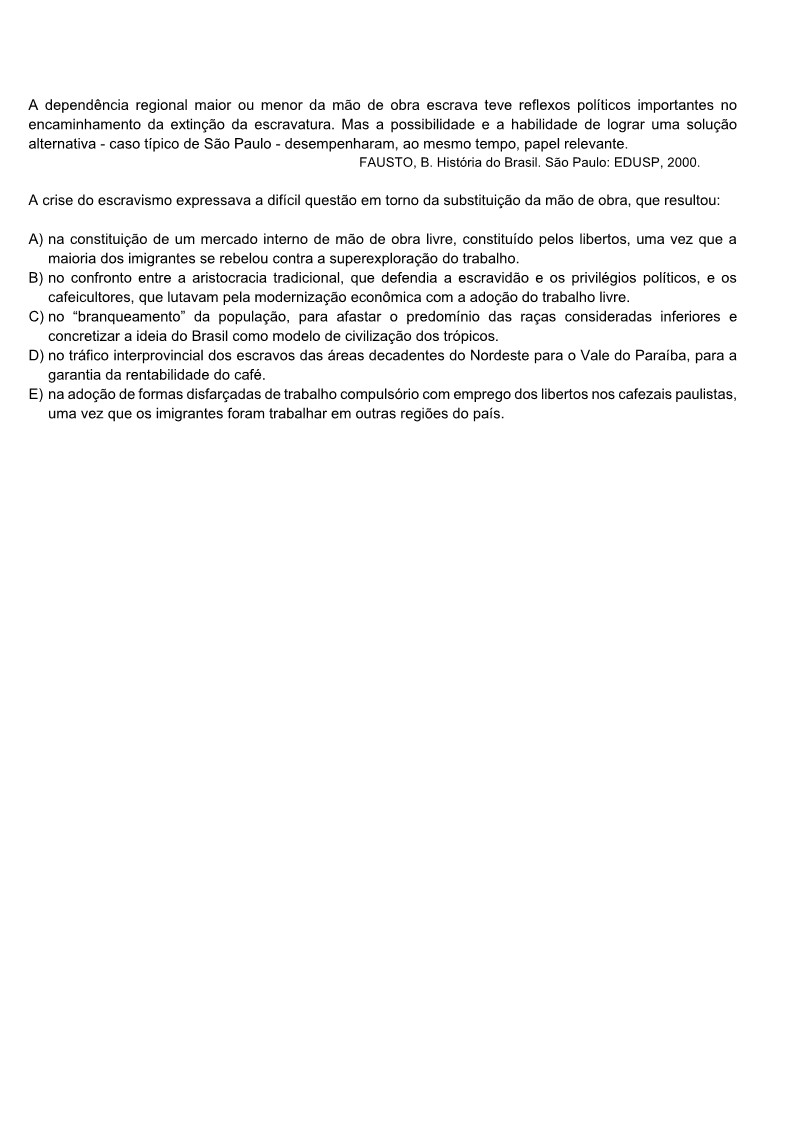 A dependência regional maior ou menor da mão de obra escrava teve reflexos políticos importantes no
encaminhamento da extinção da escravatura. Mas a possibilidade e a habilidade de lograr uma solução
alternativa - caso típico de São Paulo - desempenharam, ao mesmo tempo, papel relevante.
FAUSTO, B. História do Brasil. São Paulo: EDUSP, 2000.
A crise do escravismo expressava a difícil questão em torno da substituição da mão de obra, que resultou:
A) na constituição de um mercado interno de mão de obra livre, constituído pelos libertos, uma vez que a
maioria dos imigrantes se rebelou contra a superexploração do trabalho.
B) no confronto entre a aristocracia tradicional, que defendia a escravidão e os privilégios políticos, e os
cafeicultores, que lutavam pela modernização econômica com a adoção do trabalho livre.
C) no “branqueamento” da população, para afastar o predomínio das raças consideradas inferiores e
concretizar a ideia do Brasil como modelo de civilização dos trópicos.
D) no tráfico interprovincial dos escravos das áreas decadentes do Nordeste para o Vale do Paraíba, para a
garantia da rentabilidade do café.
E) na adoção de formas disfarçadas de trabalho compulsório com emprego dos libertos nos cafezais paulistas,
uma vez que os imigrantes foram trabalhar em outras regiões do país.